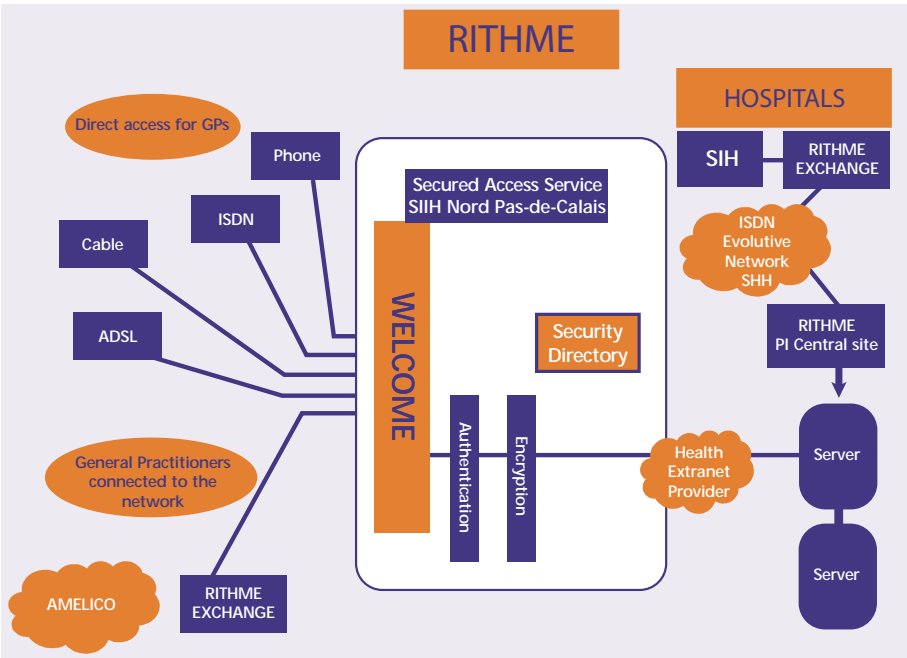 RITHME
HOSPITALS
Direct access for GPs
Phone
ISDN
Cable
ADSL
General Practitioners
connected to the
network
AMELICO
RITHME
EXCHANGE
Secured Access Service
SIIH Nord Pas-de-Calais
WELCOME
Security
Directory
Authentication
Encryption
Health
Extranet
Provider
SIH
RITHME
EXCHANGE
ISDN
Evolutive
Network
SHH
RITHME
PI Central site
Server
Server